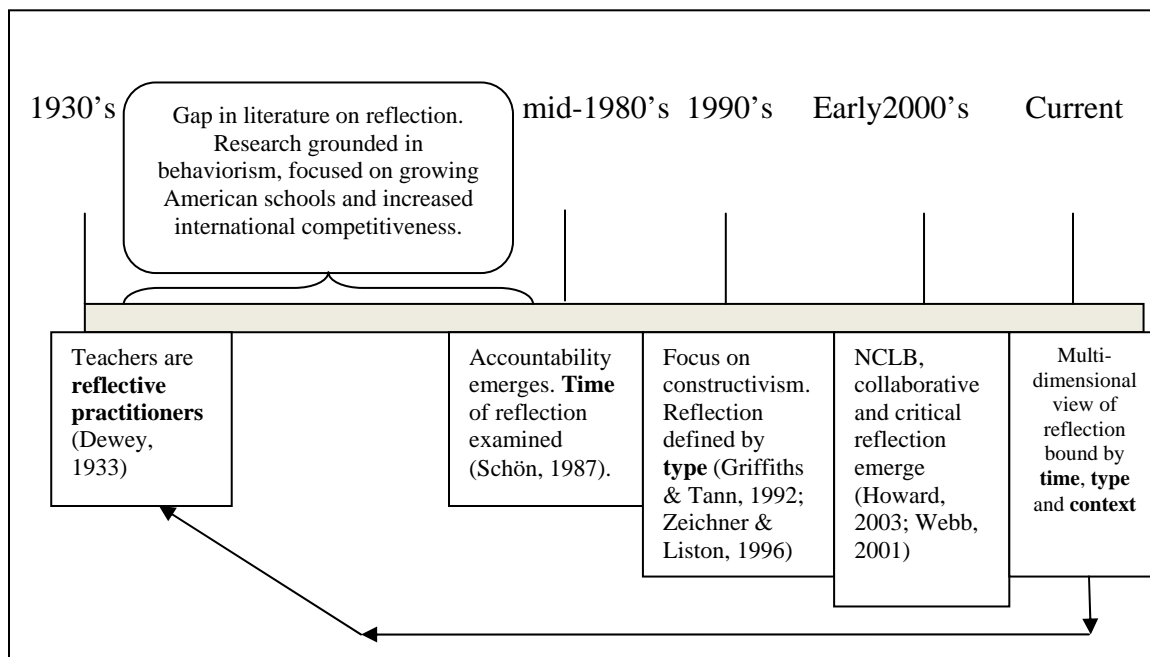 1930's
Gap in literature on reflection.
Research grounded in
behaviorism, focused on growing
American schools and increased
international competitiveness.
mid-1980's
1990's
Early2000's
Current
Teachers are
reflective
practitioners
(Dewey,
1933)
Accountability
emerges. Time
of reflection
examined
(Schön, 1987).
Focus on
constructivism.
Reflection
defined by
type (Griffiths
& Tann, 1992;
Zeichner &
Liston, 1996)
NCLB,
collaborative
and critical
reflection
emerge
(Howard,
2003; Webb,
2001)
Multi-
dimensional
view of
reflection
bound by
time, type
and context